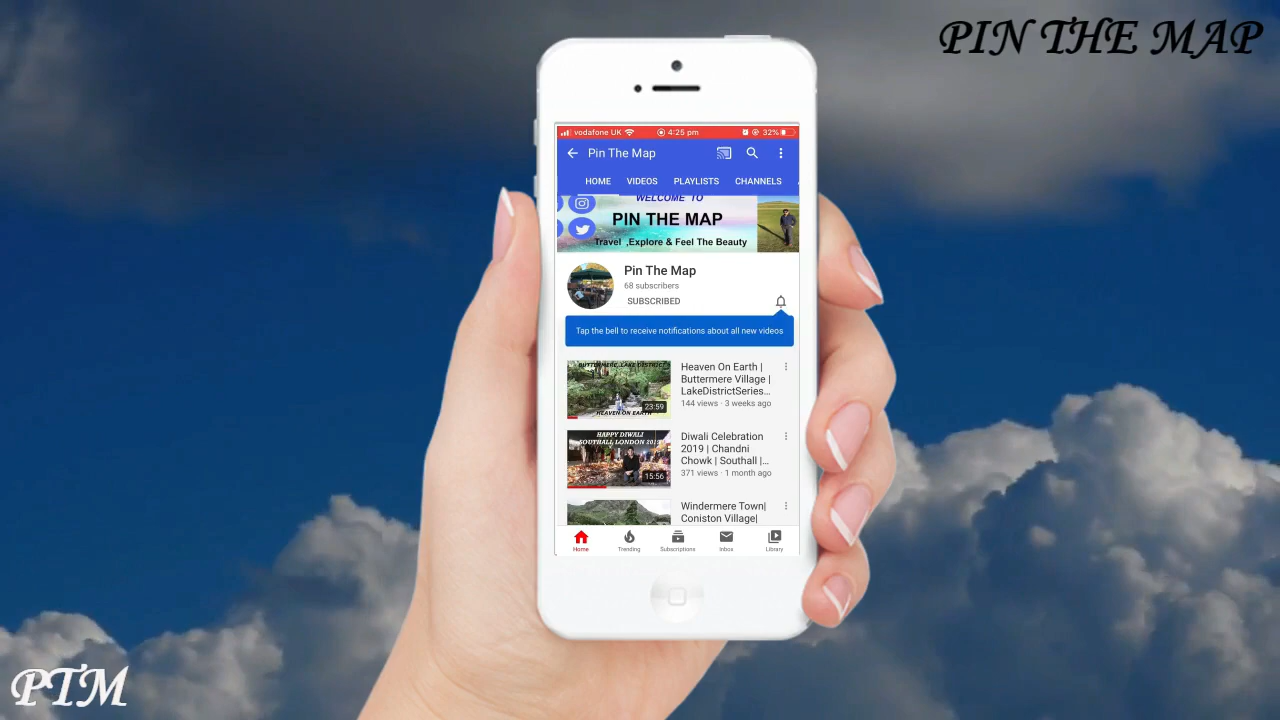 PIN THE MAP
vodafone UK 4:25 pm 32%
Pin The Map
HOME VIDEOS PLAYLISTS CHANNELS
WELCOME TO
PIN THE MAP
Travel ,Explore & Feel The Beauty
Pin The Map
68 subscribers
SUBSCRIBED
Tap the bell to receive notifications about all new videos
BUTTERMERE, LAKE DISTRICT
23:59
HEAVEN ON EARTH
Heaven On Earth |
Buttermere Village |
LakeDistrictSeries...
144 views · 3 weeks ago
HAPPY DIWALI
SOUTHALL LONDON 2019
15:56
Diwali Celebration
2019 | Chandni
Chowk | Southall |...
371 views · 1 month ago
Windermere Town|
Coniston Village|
Home Trending Subscriptions Inbox Library
PTM